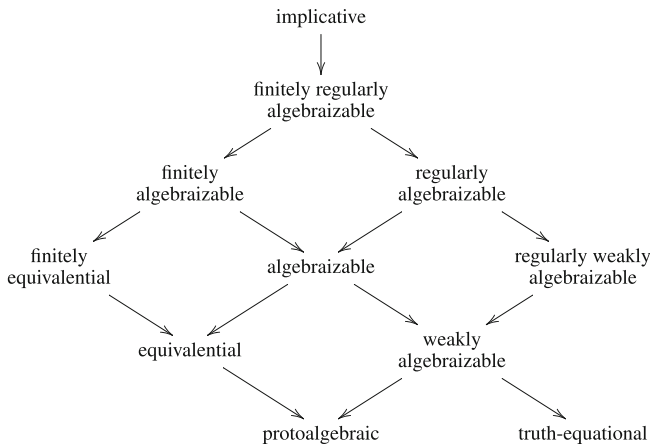 implicative
finitely regularly
algebraizable
finitely
algebraizable
regularly
algebraizable
finitely
equivalential
algebraizable
regularly weakly
algebraizable
equivalential
weakly
algebraizable
protoalgebraic
truth-equational